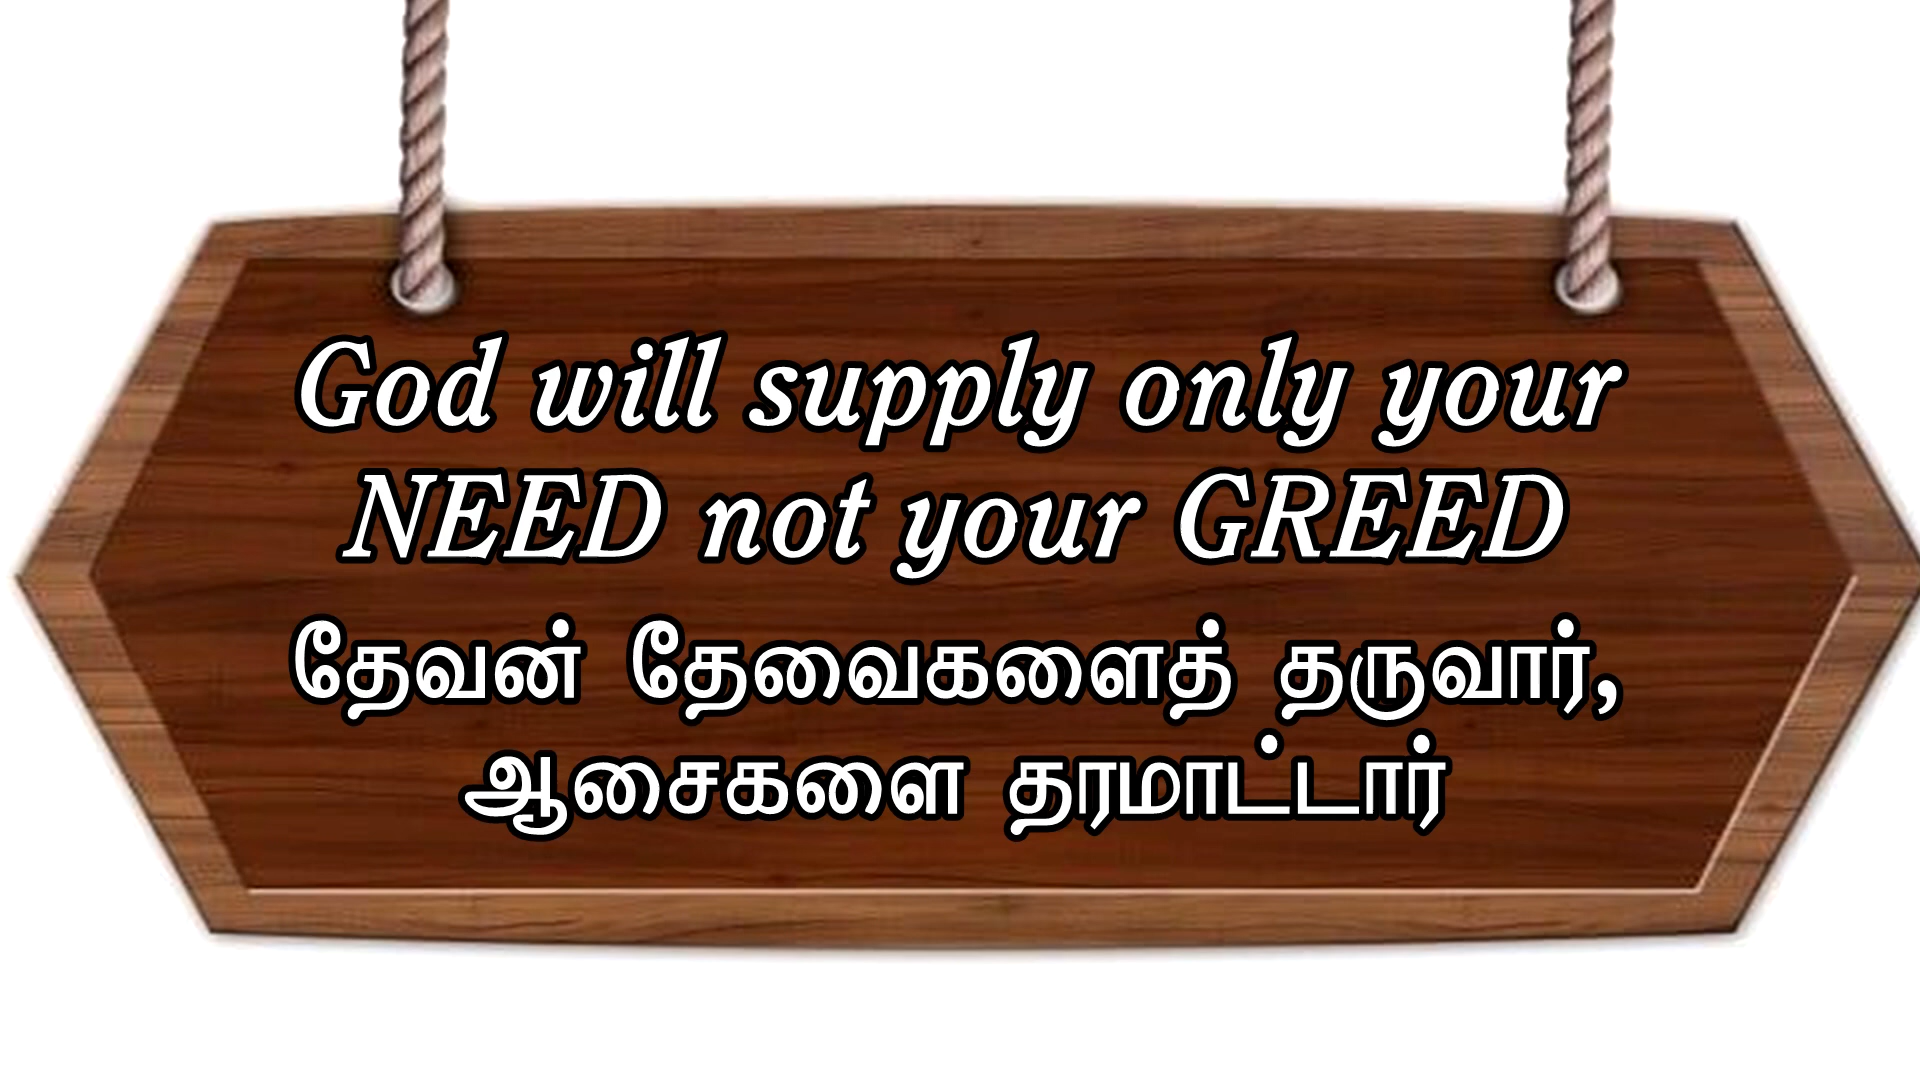 God will supply only your
NEED not your GREED
தேவன் தேவைகளைத் தருவார்,
ஆசைகளை தரமாட்டார்